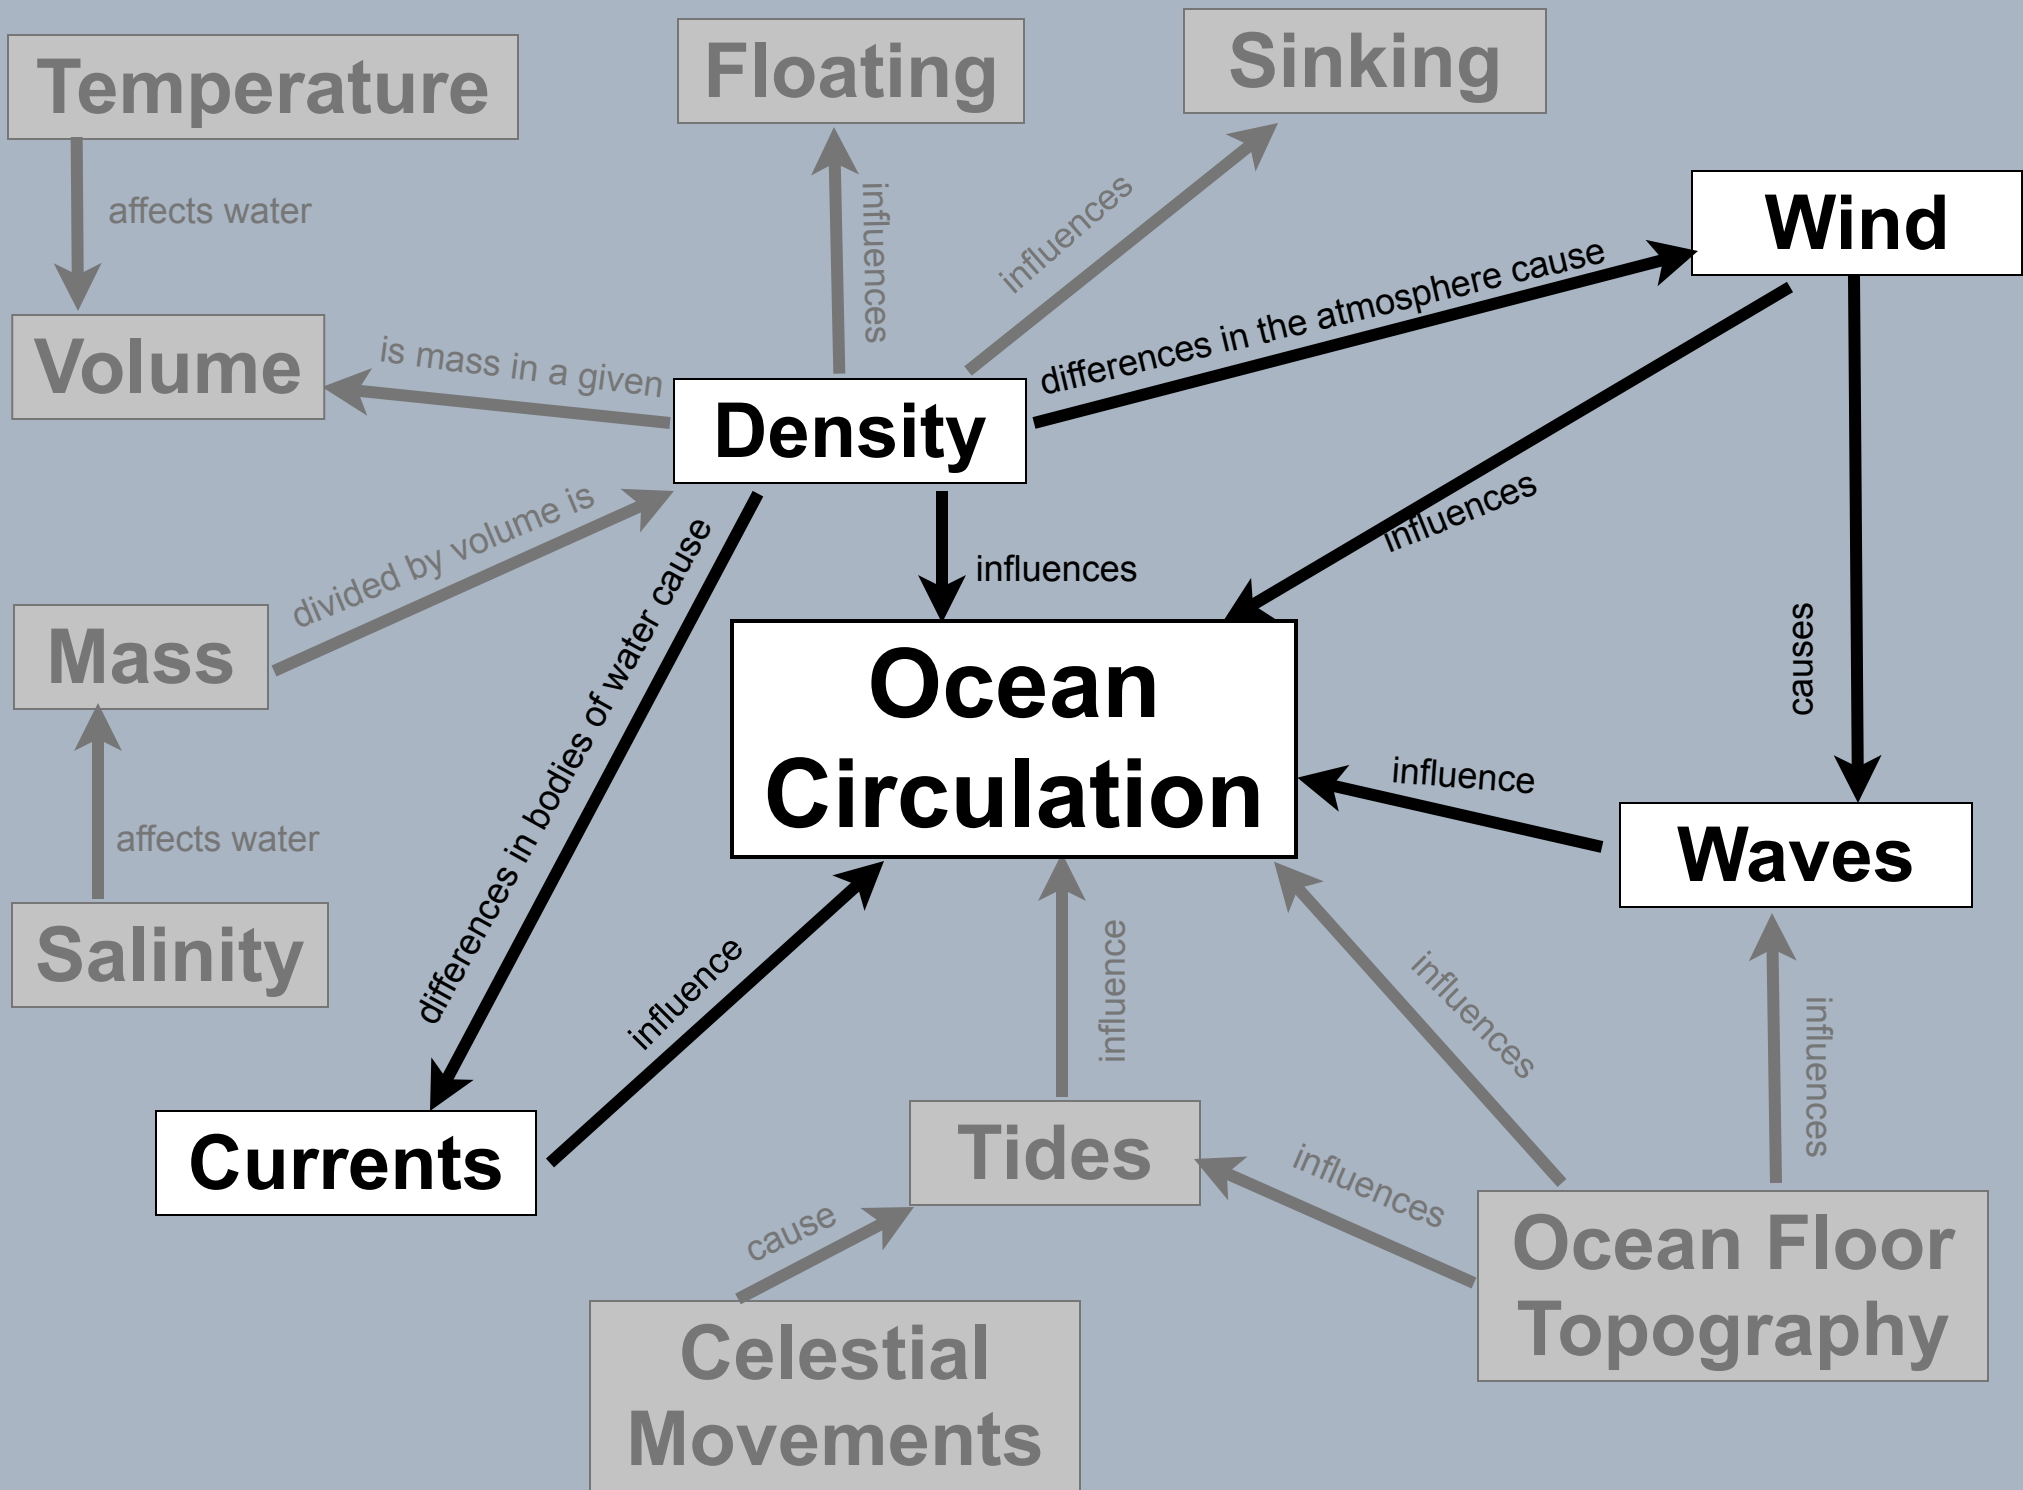 Temperature
Floating
Sinking
affects water
influences
influences
Wind
differences in the atmosphere cause
Volume
is mass in a given
Density
influences
divided by volume is
differences in bodies of water cause
influences
Mass
Ocean
Circulation
causes
influence
affects water
Waves
Salinity
influence
influence
influences
influences
Currents
Tides
influences
cause
Ocean Floor
Topography
Celestial
Movements